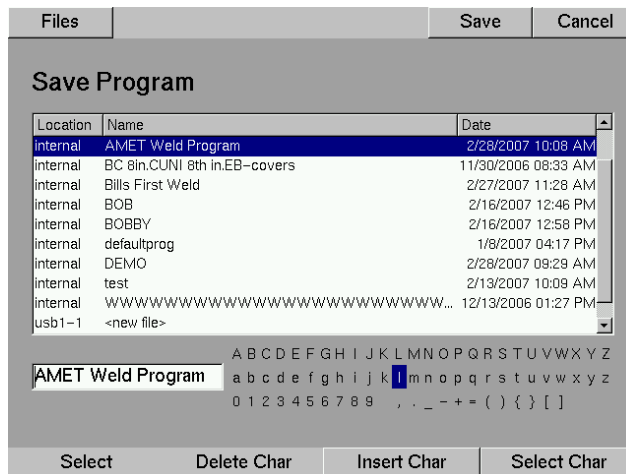 Files Save Cancel
Save Program
Location Name Date
internal AMET Weld Program 2/28/2007 10:08 AM
internal BC 8in.CUNI 8th in.EB-covers 11/30/2006 08:33 AM
internal Bills First Weld 2/27/2007 11:28 AM
internal BOB 2/16/2007 12:46 PM
internal BOBBY 2/16/2007 12:58 PM
internal defaultprog 1/8/2007 04:17 PM
internal DEMO 2/28/2007 09:29 AM
internal test 2/13/2007 10:09 AM
internal WWWWWWWWWWWWWWWWWWWWWWW... 12/13/2006 01:27 PM
usb1-1 <new file>
A B C D E F G H I J K L M N O P Q R S T U V W X Y Z
AMET Weld Program a b c d e f g h i j k l m n o p q r s t u v w x y z
0 1 2 3 4 5 6 7 8 9 , . _ - + = ( ) { } [ ]
Select Delete Char Insert Char Select Char